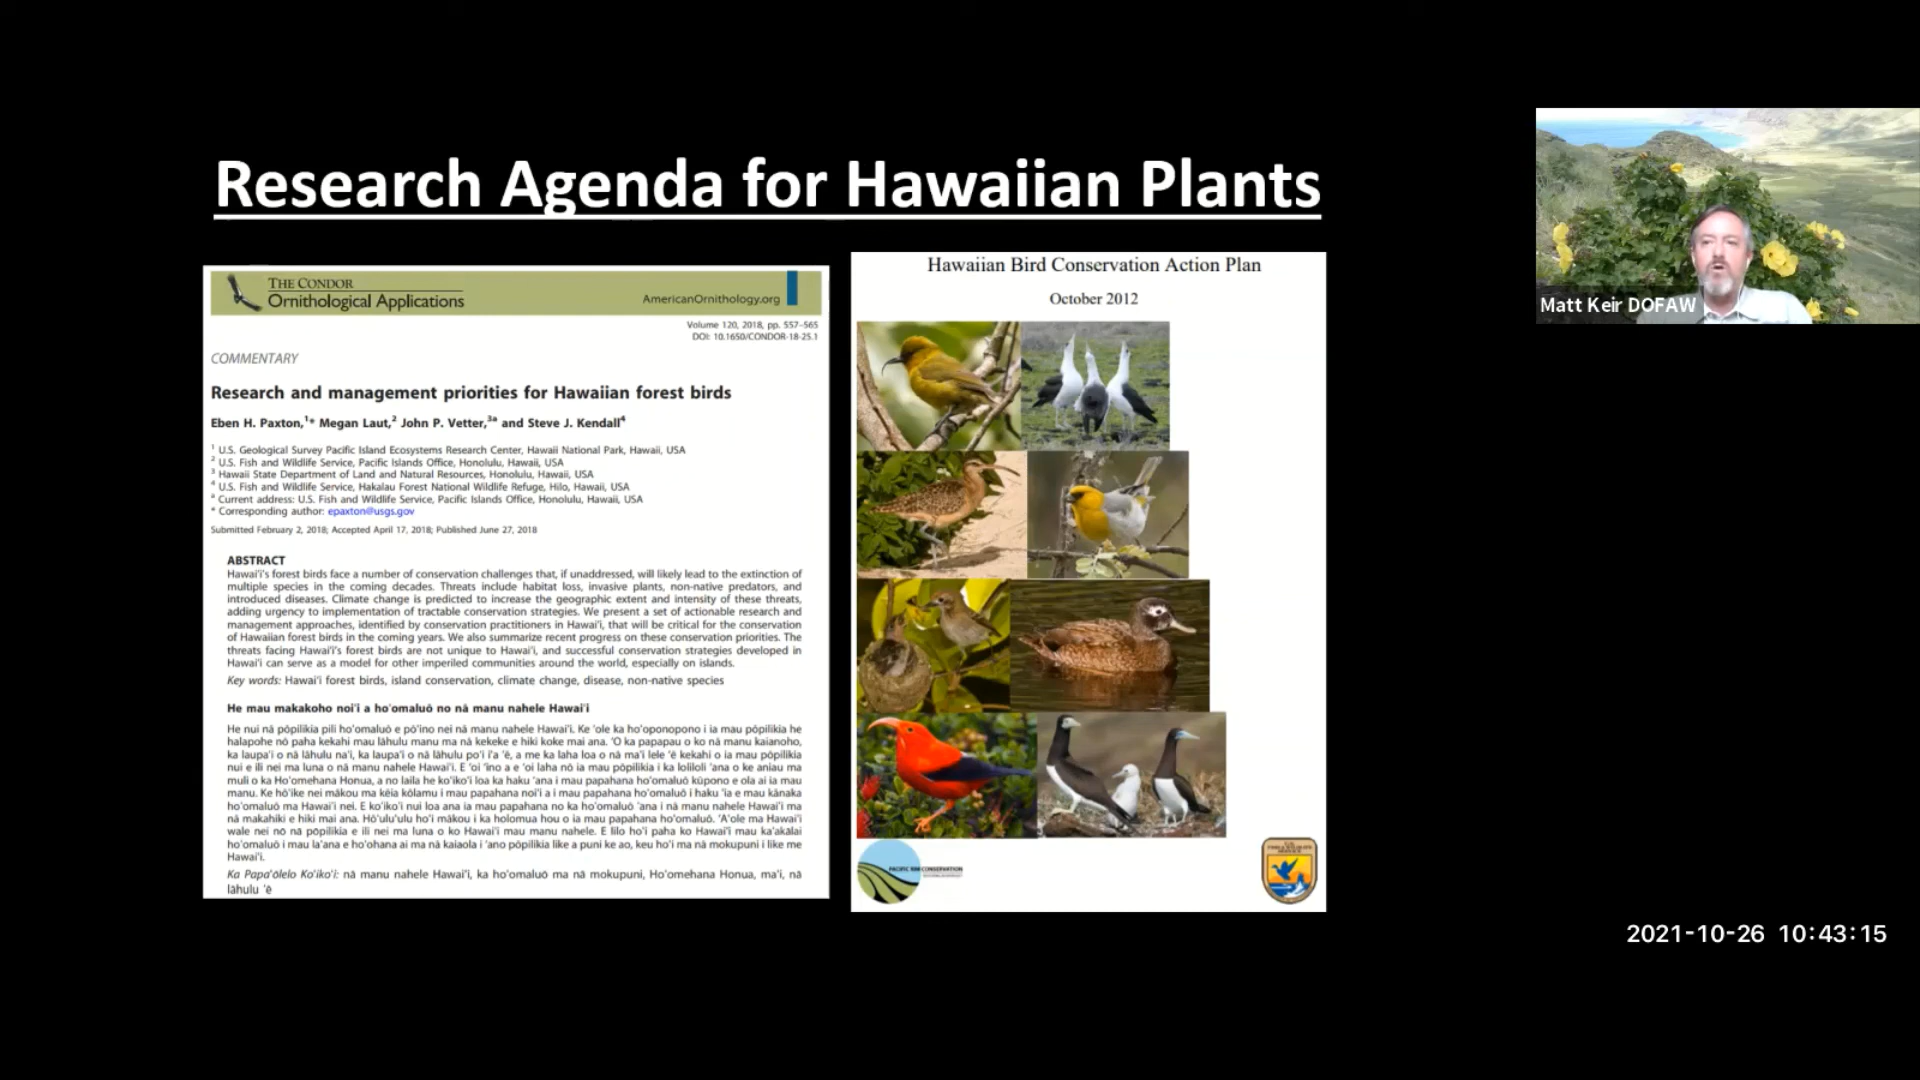 Research Agenda for Hawaiian Plants
THE CONDOR
Ornithological Applications
AmericanOrnithology.org
Volume 120, 2018, pp. 557–565
DOI: 10.1650/CONDOR-18-25.1
COMMENTARY
Research and management priorities for Hawaiian forest birds
Eben H. Paxton,1* Megan Laut,2 John P. Vetter,3a and Steve J. Kendall4
1 U.S. Geological Survey Pacific Island Ecosystems Research Center, Hawaii National Park, Hawaii, USA
2 U.S. Fish and Wildlife Service, Pacific Islands Office, Honolulu, Hawaii, USA
3 Hawaii State Department of Land and Natural Resources, Honolulu, Hawaii, USA
4 U.S. Fish and Wildlife Service, Hakalau Forest National Wildlife Refuge, Hilo, Hawaii, USA
a Current address: U.S. Fish and Wildlife Service, Pacific Islands Office, Honolulu, Hawaii, USA
* Corresponding author: epaxton@usgs.gov
Submitted February 2, 2018; Accepted April 17, 2018; Published June 27, 2018
ABSTRACT
Hawai'i's forest birds face a number of conservation challenges that, if unaddressed, will likely lead to the extinction of
multiple species in the coming decades. Threats include habitat loss, invasive plants, non-native predators, and
introduced diseases. Climate change is predicted to increase the geographic extent and intensity of these threats,
adding urgency to implementation of tractable conservation strategies. We present a set of actionable research and
management approaches, identified by conservation practitioners in Hawai'i, that will be critical for the conservation
of Hawaiian forest birds in the coming years. We also summarize recent progress on these conservation priorities. The
threats facing Hawai'i's forest birds are not unique to Hawai'i, and successful conservation strategies developed in
Hawai'i can serve as a model for other imperiled communities around the world, especially on islands.
Key words: Hawai'i forest birds, island conservation, climate change, disease, non-native species
He mau makakoho noi'i a ho'omaluō no nā manu nahele Hawai'i
He nui nā pōpilikia pili ho'omaluō e pō'ino nei nā manu nahele Hawai'i. Ke 'ole ka ho'oponopono i ia mau pōpilikia he
halapohe nō paha kekahi mau lāhulu manu ma nā kekeke e hiki koke mai ana. 'O ka papapau o ko nā manu kaianoho,
ka laupa'i o nā lāhulu na'i, ka laupa'i o nā lāhulu po'i i'a 'ē, a me ka laha loa o nā ma'i lele 'ē kekahi o ia mau pōpilikia
nui e ili nei ma luna o nā manu nahele Hawai'i. E 'oi 'ino a e 'oi laha nō ia mau pōpilikia i ka loliloli 'ana o ke aniau ma
muli o ka Ho'omehana Honua, a no laila he ko'iko'i loa ka haku 'ana i mau papahana ho'omaluō kūpono e ola ai ia mau
manu. Ke hō'ike nei mākou ma kēia kōlamu i mau papahana noi'i a i mau papahana ho'omaluō i haku 'ia e mau kānaka
ho'omaluō ma Hawai'i nei. E ko'iko'i nui loa ana ia mau papahana no ka ho'omaluō 'ana i nā manu nahele Hawai'i ma
nā makahiki e hiki mai ana. Hō'ulu'ulu ho'i mākou i ka holomua hou o ia mau papahana ho'omaluō. 'A'ole ma Hawai'i
wale nei nō nā pōpilikia e ili nei ma luna o ko Hawai'i mau manu nahele. E lilo ho'i paha ko Hawai'i mau ka'akālai
ho'omaluō i mau la'ana e ho'ohana ai ma nā kaiaola i 'ano pōpilikia like a puni ke ao, keu ho'i ma nā mokupuni i like me
Hawai'i.
Ka Papa'ōlelo Ko'iko'i: nā manu nahele Hawai'i, ka ho'omaluō ma nā mokupuni, Ho'omehana Honua, ma'i, nā
lāhulu 'ē
Hawaiian Bird Conservation Action Plan
October 2012
PACIFIC BIRD CONSERVATION
Matt Keir DOFAW
2021-10-26 10:43:15